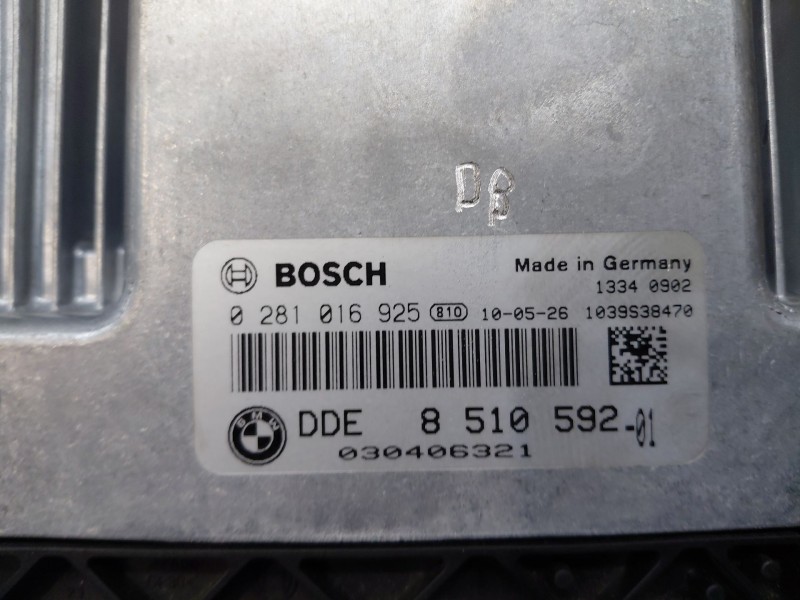 DB
BOSCH Made in Germany
1334 0902
0 281 016 925 810 10-05-26 1039S38470
BMW DDE 8 510 592-01
030406321